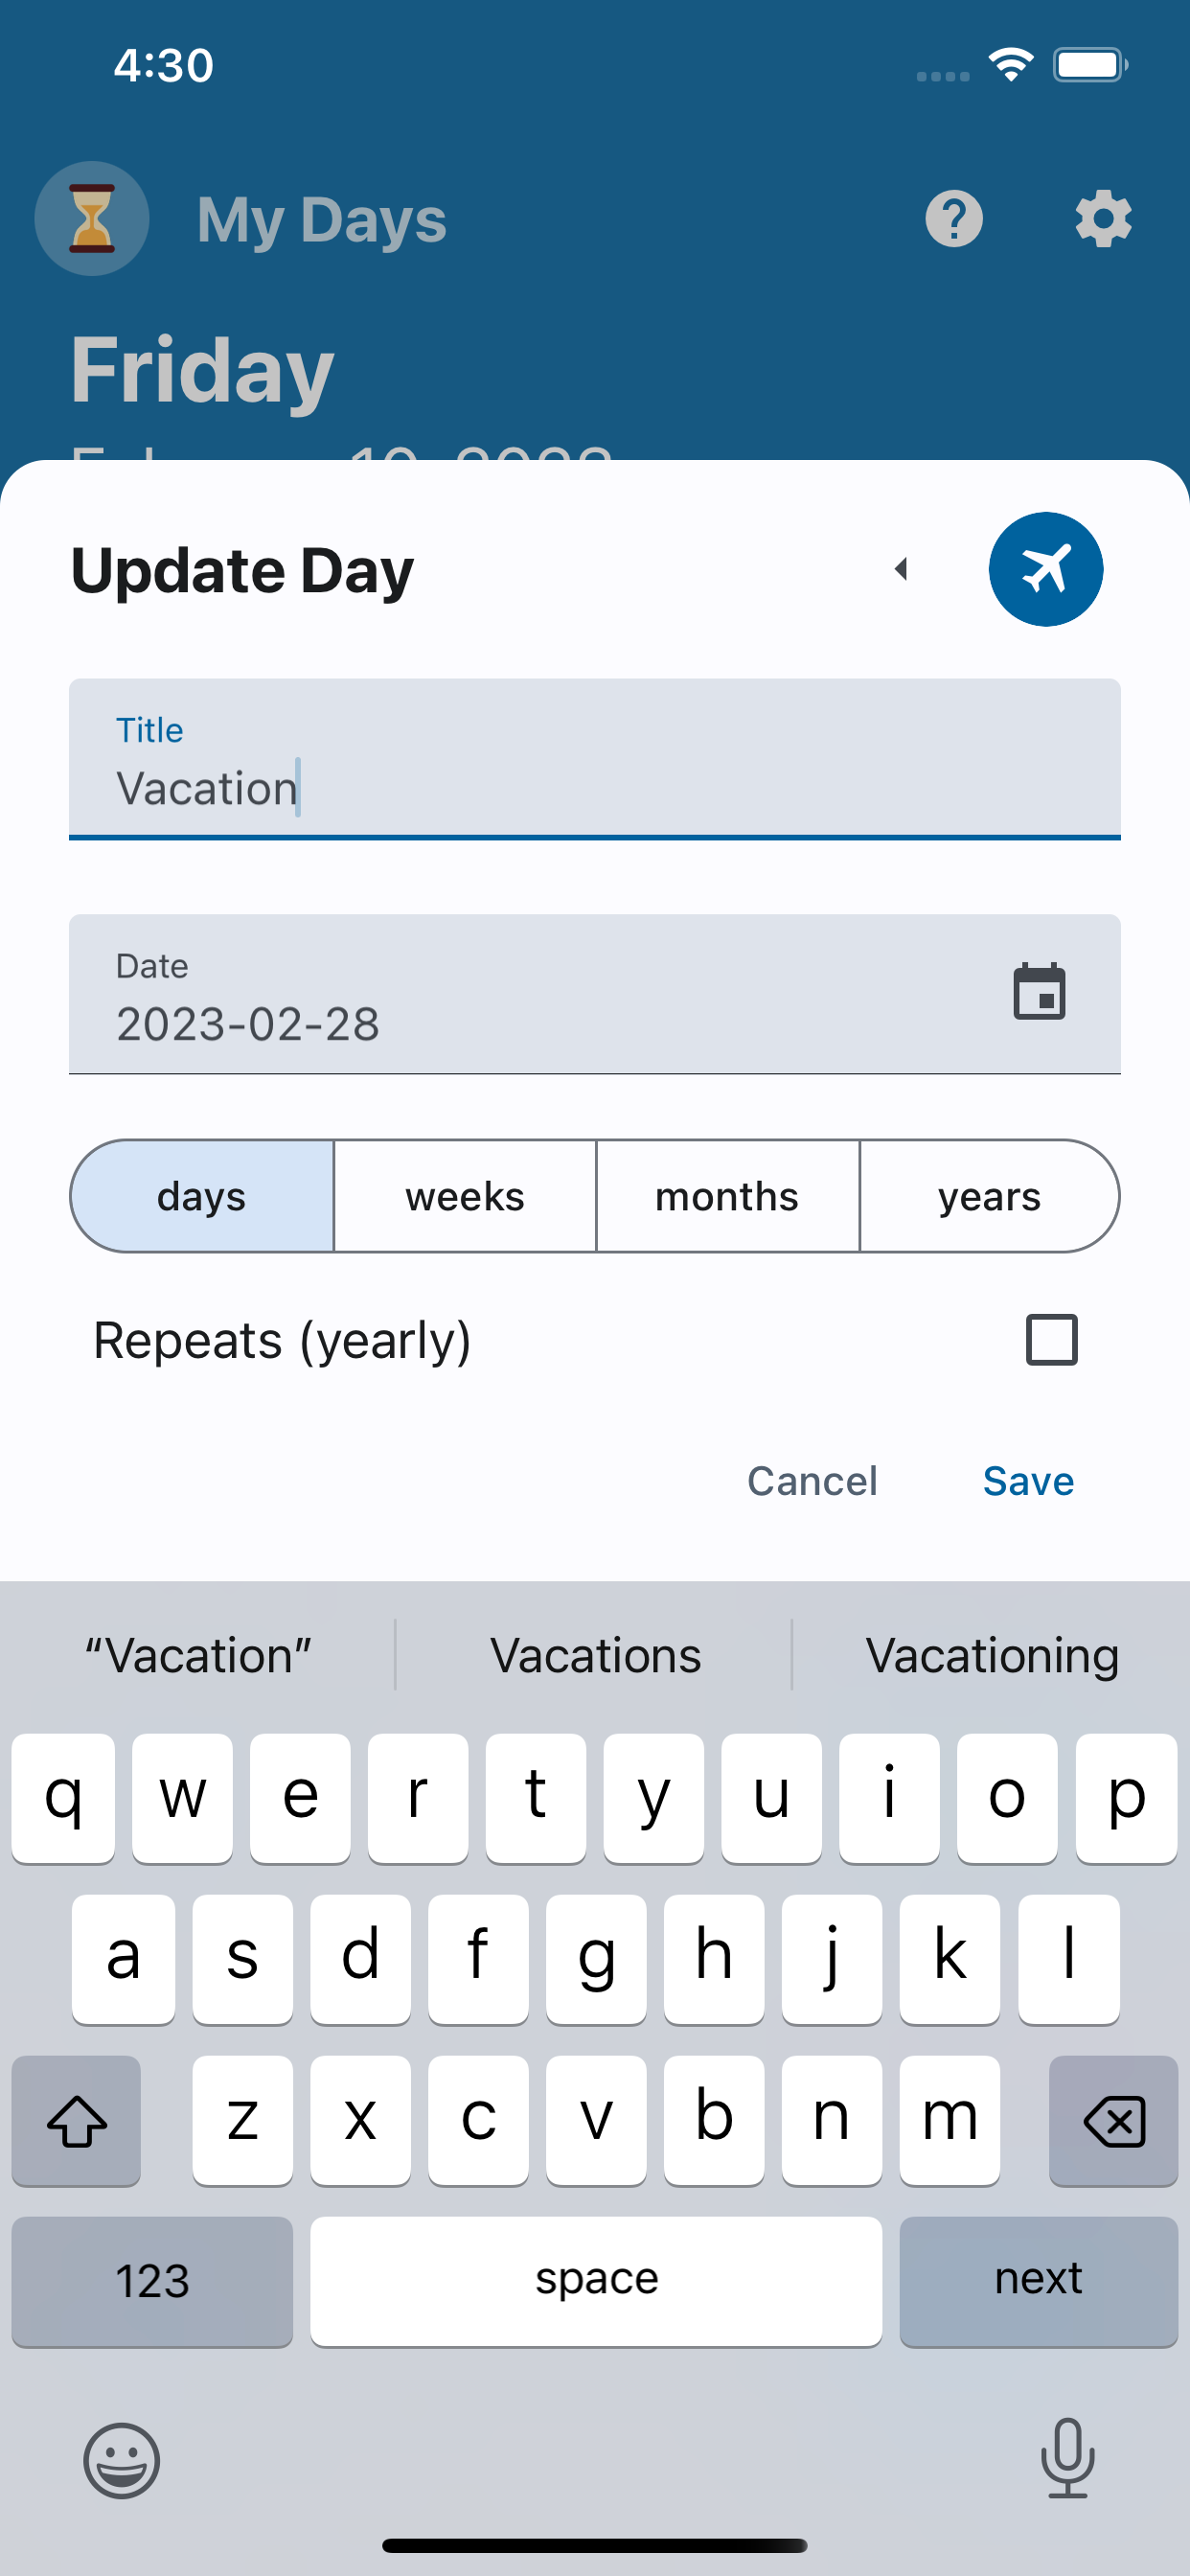 4:30
My Days
Friday
Update Day
Title
Vacation
Date
2023-02-28
days weeks months years
Repeats (yearly)
Cancel Save
“Vacation” Vacations Vacationing
q w e r t y u i o p
a s d f g h j k l
z x c v b n m
123 space next